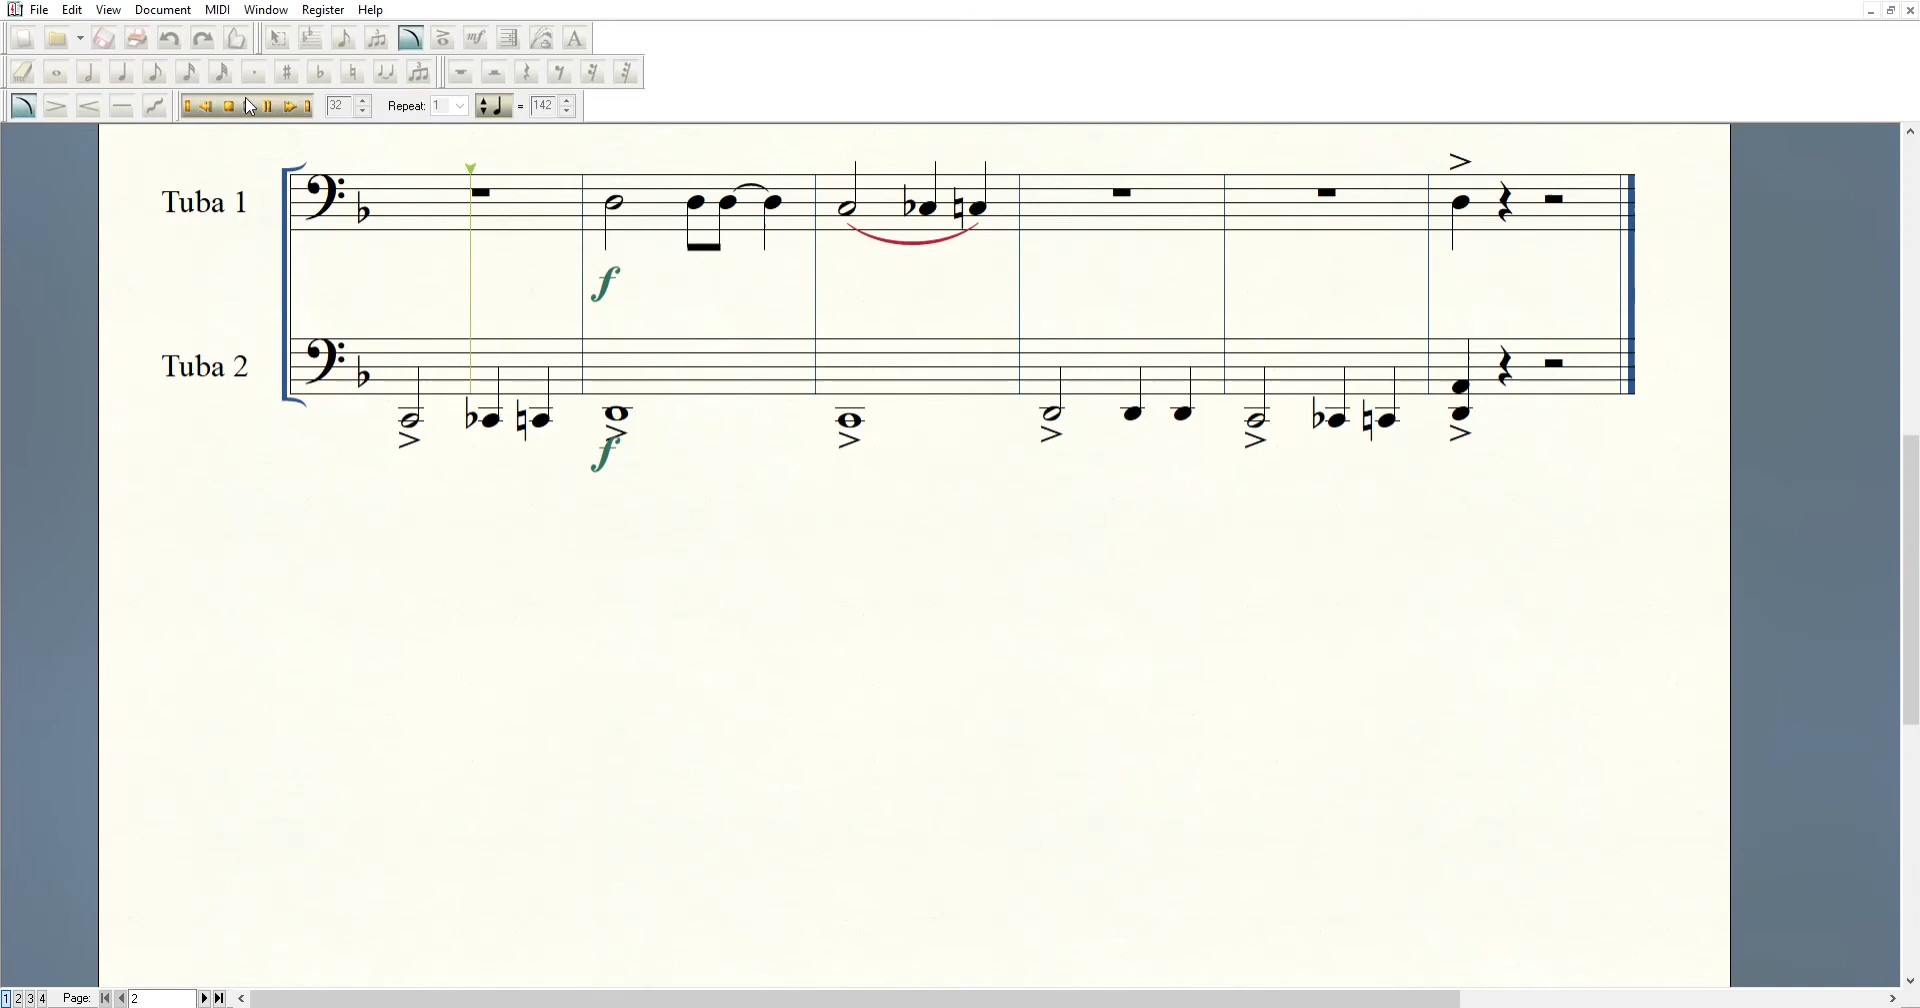 File Edit View Document MIDI Window Register Help
mf A
32 Repeat: 1 = 142
Tuba 1
f
Tuba 2
f
1 2 3 4 Page: 2